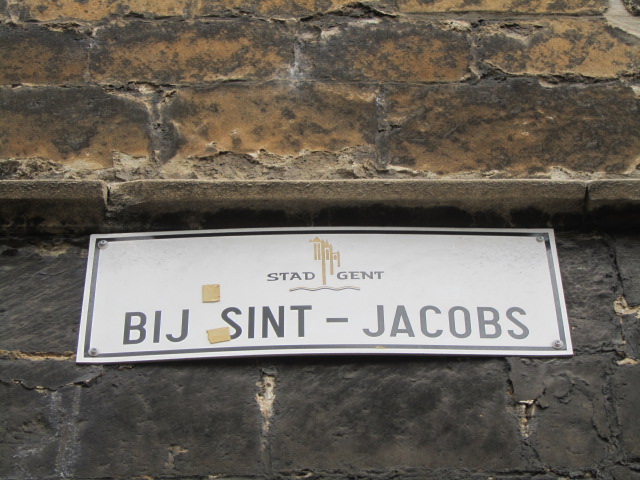 STAD GENT
BIJ SINT - JACOBS